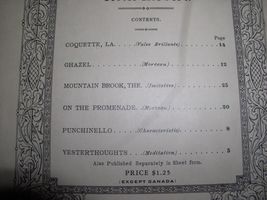 CONTENTS.
Page
COQUETTE, LA. (Valse Brillante) 14
GHAZEL (Morceau) 12
MOUNTAIN BROOK, THE. (Imitative) 25
ON THE PROMENADE. (Morceau) 20
PUNCHINELLO (Characteristic) 8
YESTERTHOUGHTS (Meditation) 5
Also Published Separately in Sheet form.
PRICE $1.25
(EXCEPT CANADA)